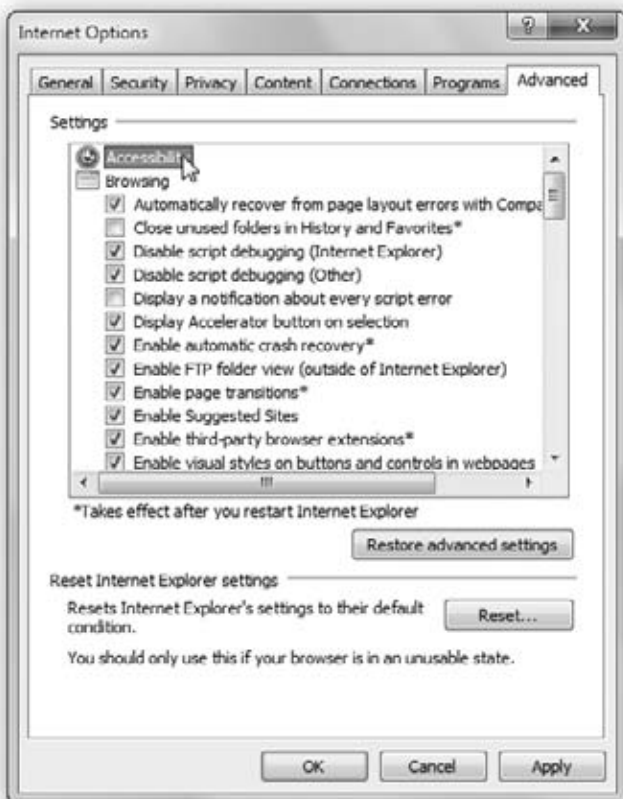 Internet Options
General Security Privacy Content Connections Programs Advanced
Settings
Accessibility
Browsing
Automatically recover from page layout errors with Compa
Close unused folders in History and Favorites*
Disable script debugging (Internet Explorer)
Disable script debugging (Other)
Display a notification about every script error
Display Accelerator button on selection
Enable automatic crash recovery*
Enable FTP folder view (outside of Internet Explorer)
Enable page transitions*
Enable Suggested Sites
Enable third-party browser extensions*
Enable visual styles on buttons and controls in webpages
*Takes effect after you restart Internet Explorer
Restore advanced settings
Reset Internet Explorer settings
Resets Internet Explorer's settings to their default
condition.
Reset...
You should only use this if your browser is in an unusable state.
OK Cancel Apply